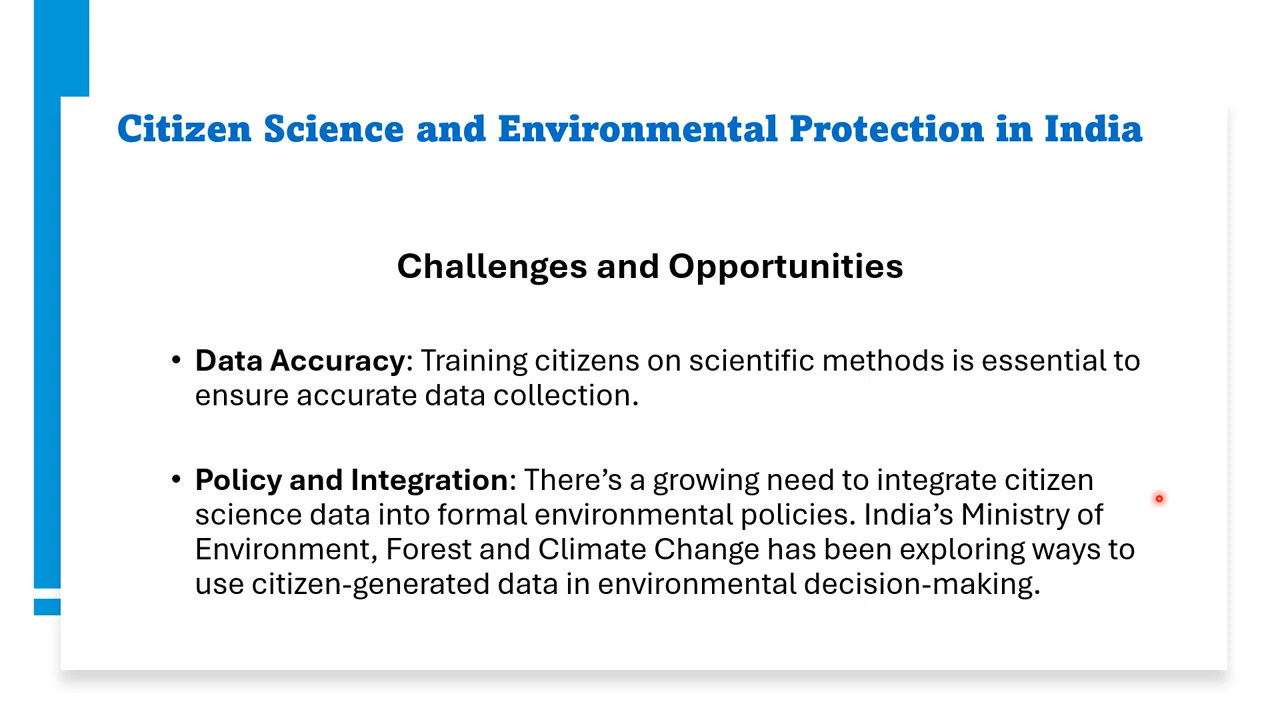 Citizen Science and Environmental Protection in India
Challenges and Opportunities
• Data Accuracy: Training citizens on scientific methods is essential to
ensure accurate data collection.
• Policy and Integration: There’s a growing need to integrate citizen
science data into formal environmental policies. India’s Ministry of
Environment, Forest and Climate Change has been exploring ways to
use citizen-generated data in environmental decision-making.